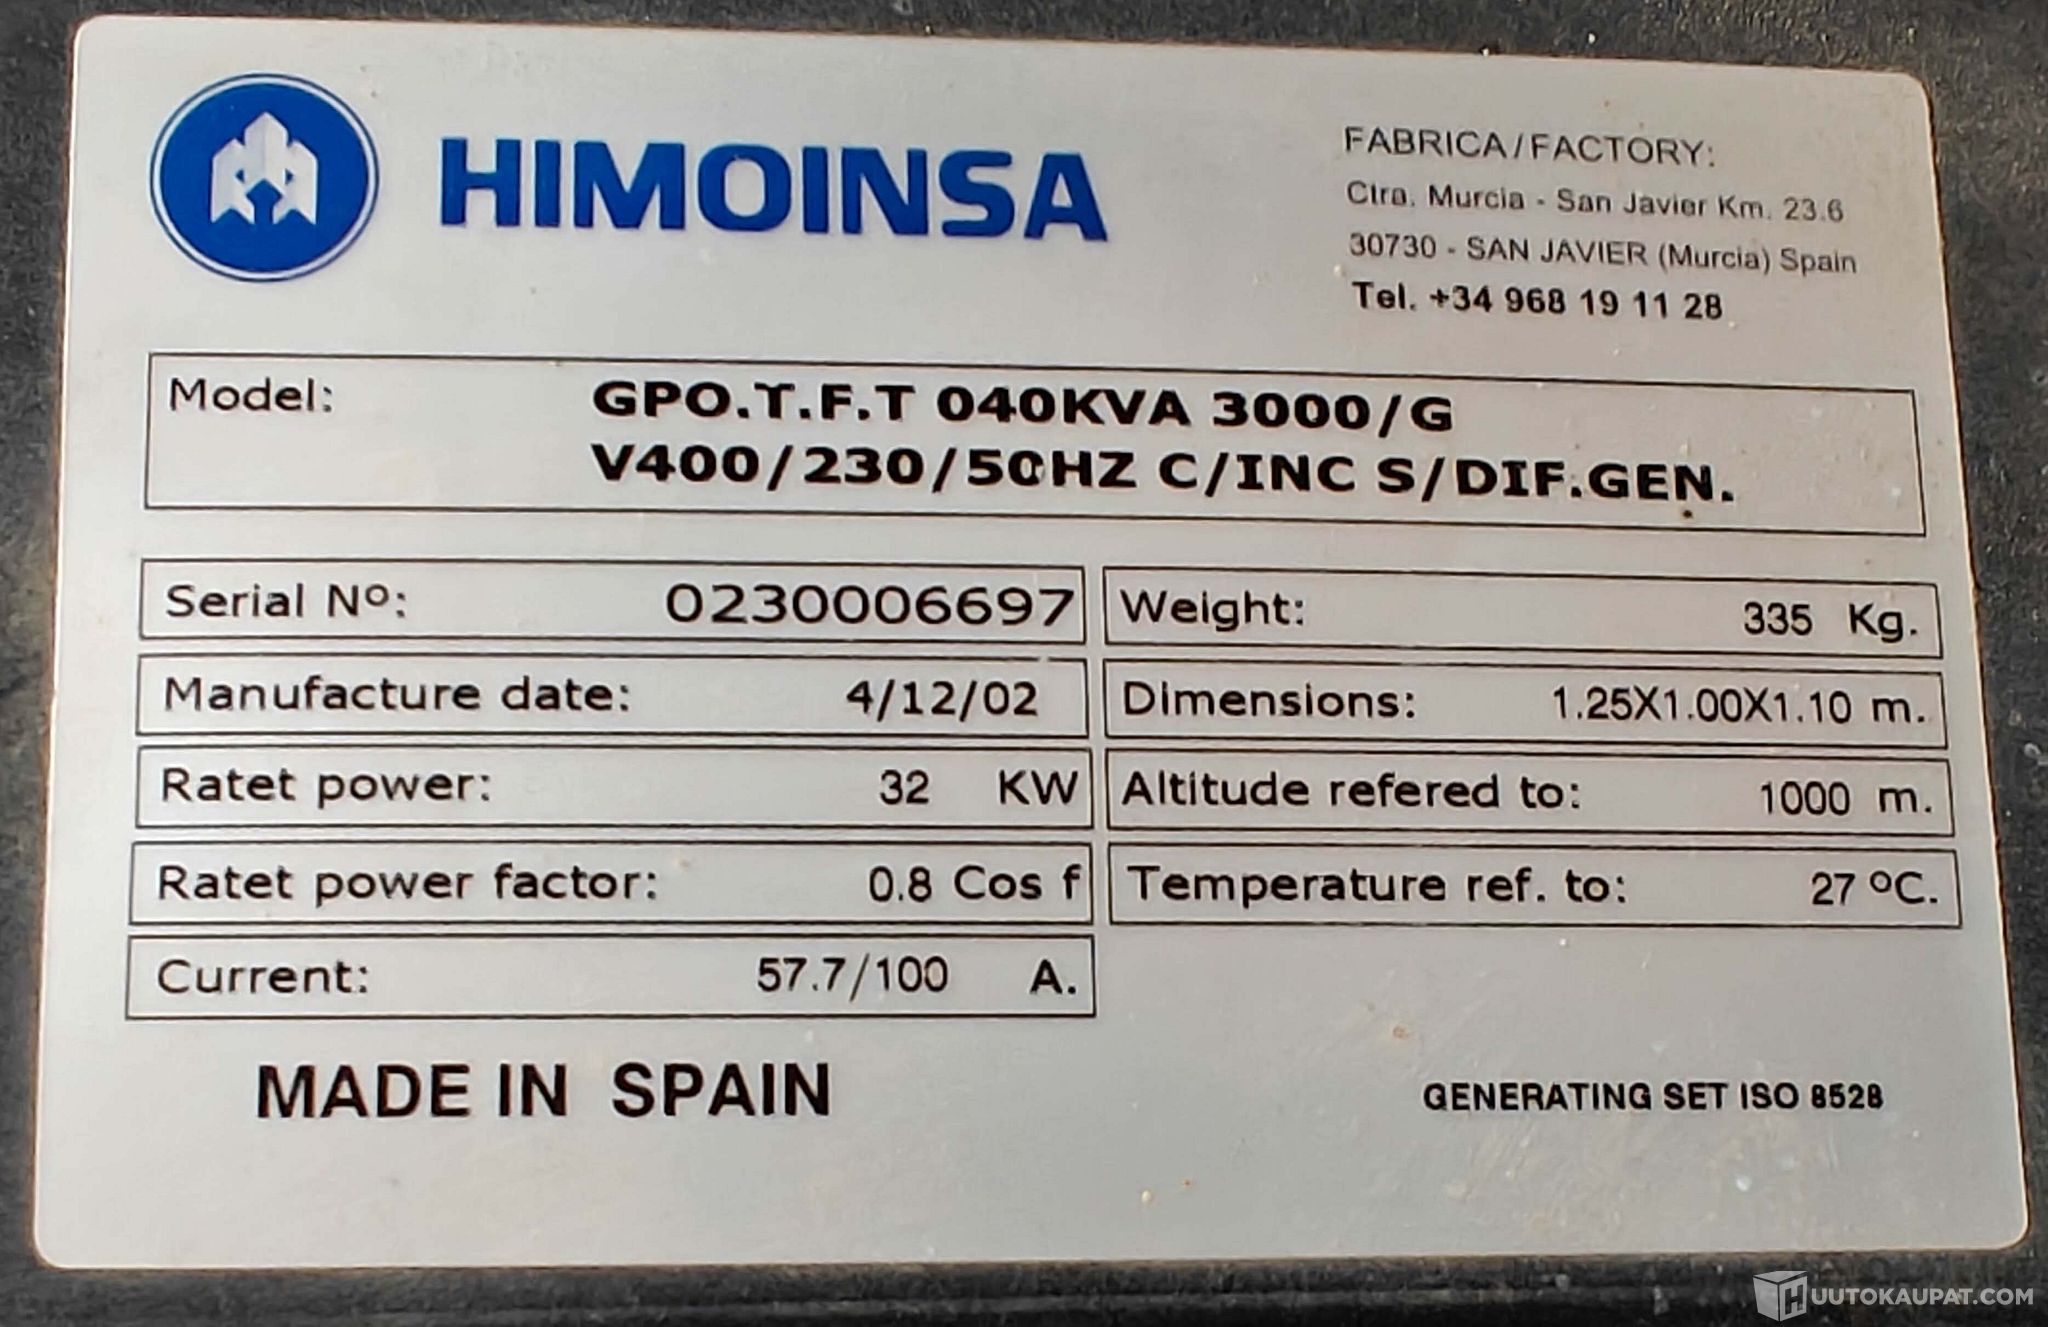 HIMOINSA
FABRICA/FACTORY:
Ctra. Murcia - San Javier Km. 23.6
30730 - SAN JAVIER (Murcia) Spain
Tel. +34 968 19 11 28
Model: GPO.T.F.T 040KVA 3000/G
V400/230/50HZ C/INC S/DIF.GEN.
Serial Nº: 0230006697
Weight: 335 Kg.
Manufacture date: 4/12/02
Dimensions: 1.25X1.00X1.10 m.
Ratet power: 32 KW
Altitude refered to: 1000 m.
Ratet power factor: 0.8 Cos f
Temperature ref. to: 27 ºC.
Current: 57.7/100 A.
MADE IN SPAIN
GENERATING SET ISO 8528
HUUTOKAUPAT.COM